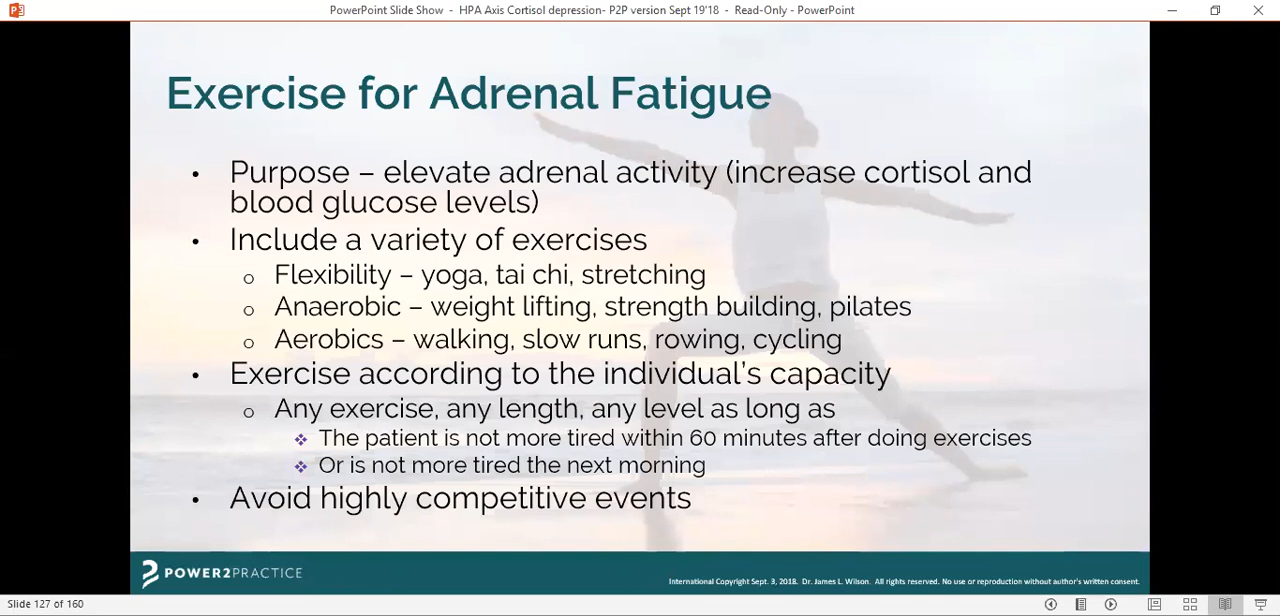 PowerPoint Slide Show - HPA Axis Cortisol depression- P2P version Sept 19'18 - Read-Only - PowerPoint
Exercise for Adrenal Fatigue
• Purpose – elevate adrenal activity (increase cortisol and
blood glucose levels)
• Include a variety of exercises
o Flexibility – yoga, tai chi, stretching
o Anaerobic – weight lifting, strength building, pilates
o Aerobics – walking, slow runs, rowing, cycling
• Exercise according to the individual's capacity
o Any exercise, any length, any level as long as
❖ The patient is not more tired within 60 minutes after doing exercises
❖ Or is not more tired the next morning
• Avoid highly competitive events
POWER2PRACTICE
International Copyright Sept. 3, 2018. Dr. James L. Wilson. All rights reserved. No use or reproduction without author's written consent.
Slide 127 of 160